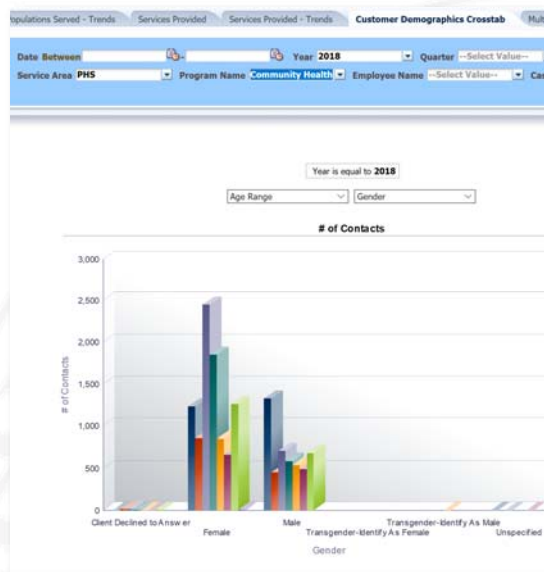 opulations Served - Trends Services Provided Services Provided - Trends Customer Demographics Crosstab Mult
Date Between - Year 2018 Quarter --Select Value--
Service Area PHS Program Name Community Health Employee Name --Select Value-- Cas
Year is equal to 2018
Age Range Gender
# of Contacts
3,000
2,500
2,000
1,500
1,000
500
0
# of Contacts
Client Declined to Answer Male Transgender-Identify As Male
Female Transgender-Identify As Female Unspecified
Gender